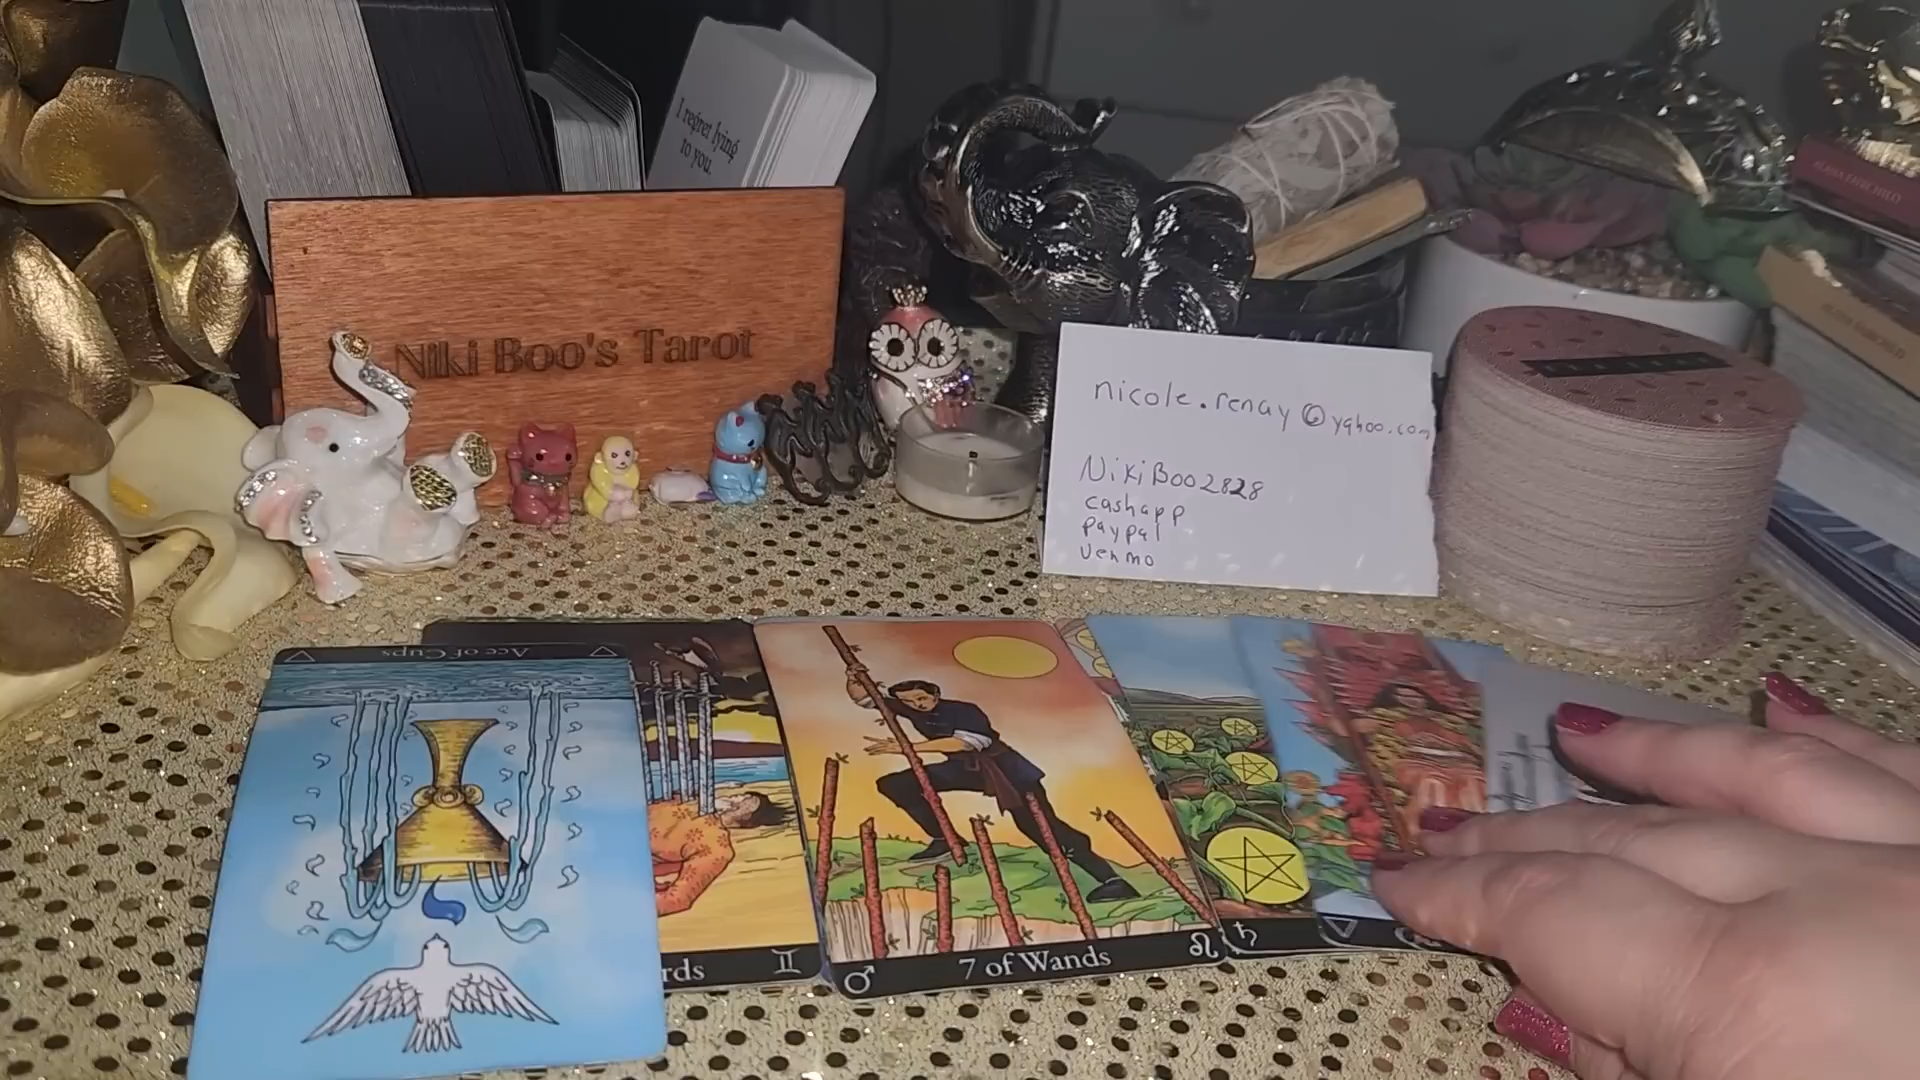 I regret lying
to you.
Niki Boo's Tarot
nicole.renay@yahoo.com
NikiBoo2828
cashapp
paypal
venmo
Ace of Cups
rds
7 of Wands